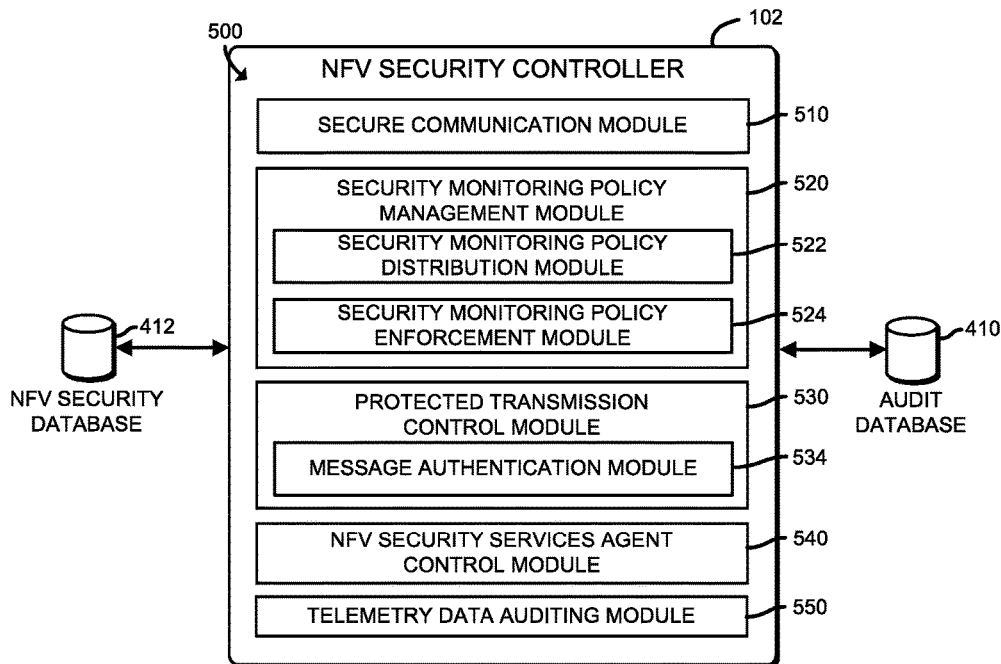 102
500
NFV SECURITY CONTROLLER
SECURE COMMUNICATION MODULE
510
SECURITY MONITORING POLICY
MANAGEMENT MODULE
520
SECURITY MONITORING POLICY
DISTRIBUTION MODULE
522
SECURITY MONITORING POLICY
ENFORCEMENT MODULE
524
412
NFV SECURITY
DATABASE
410
AUDIT
DATABASE
PROTECTED TRANSMISSION
CONTROL MODULE
530
MESSAGE AUTHENTICATION MODULE
534
NFV SECURITY SERVICES AGENT
CONTROL MODULE
540
TELEMETRY DATA AUDITING MODULE
550